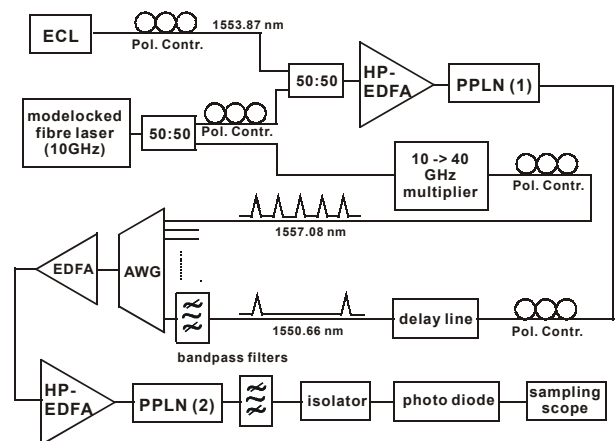 ECL
1553.87 nm
Pol. Contr.
50:50
HP-
EDFA
PPLN (1)
modelocked
fibre laser
(10GHz)
50:50
Pol. Contr.
10 -> 40
GHz
multiplier
Pol. Contr.
1557.08 nm
EDFA
AWG
1550.66 nm
delay line
Pol. Contr.
bandpass filters
HP-
EDFA
PPLN (2)
isolator
photo diode
sampling
scope